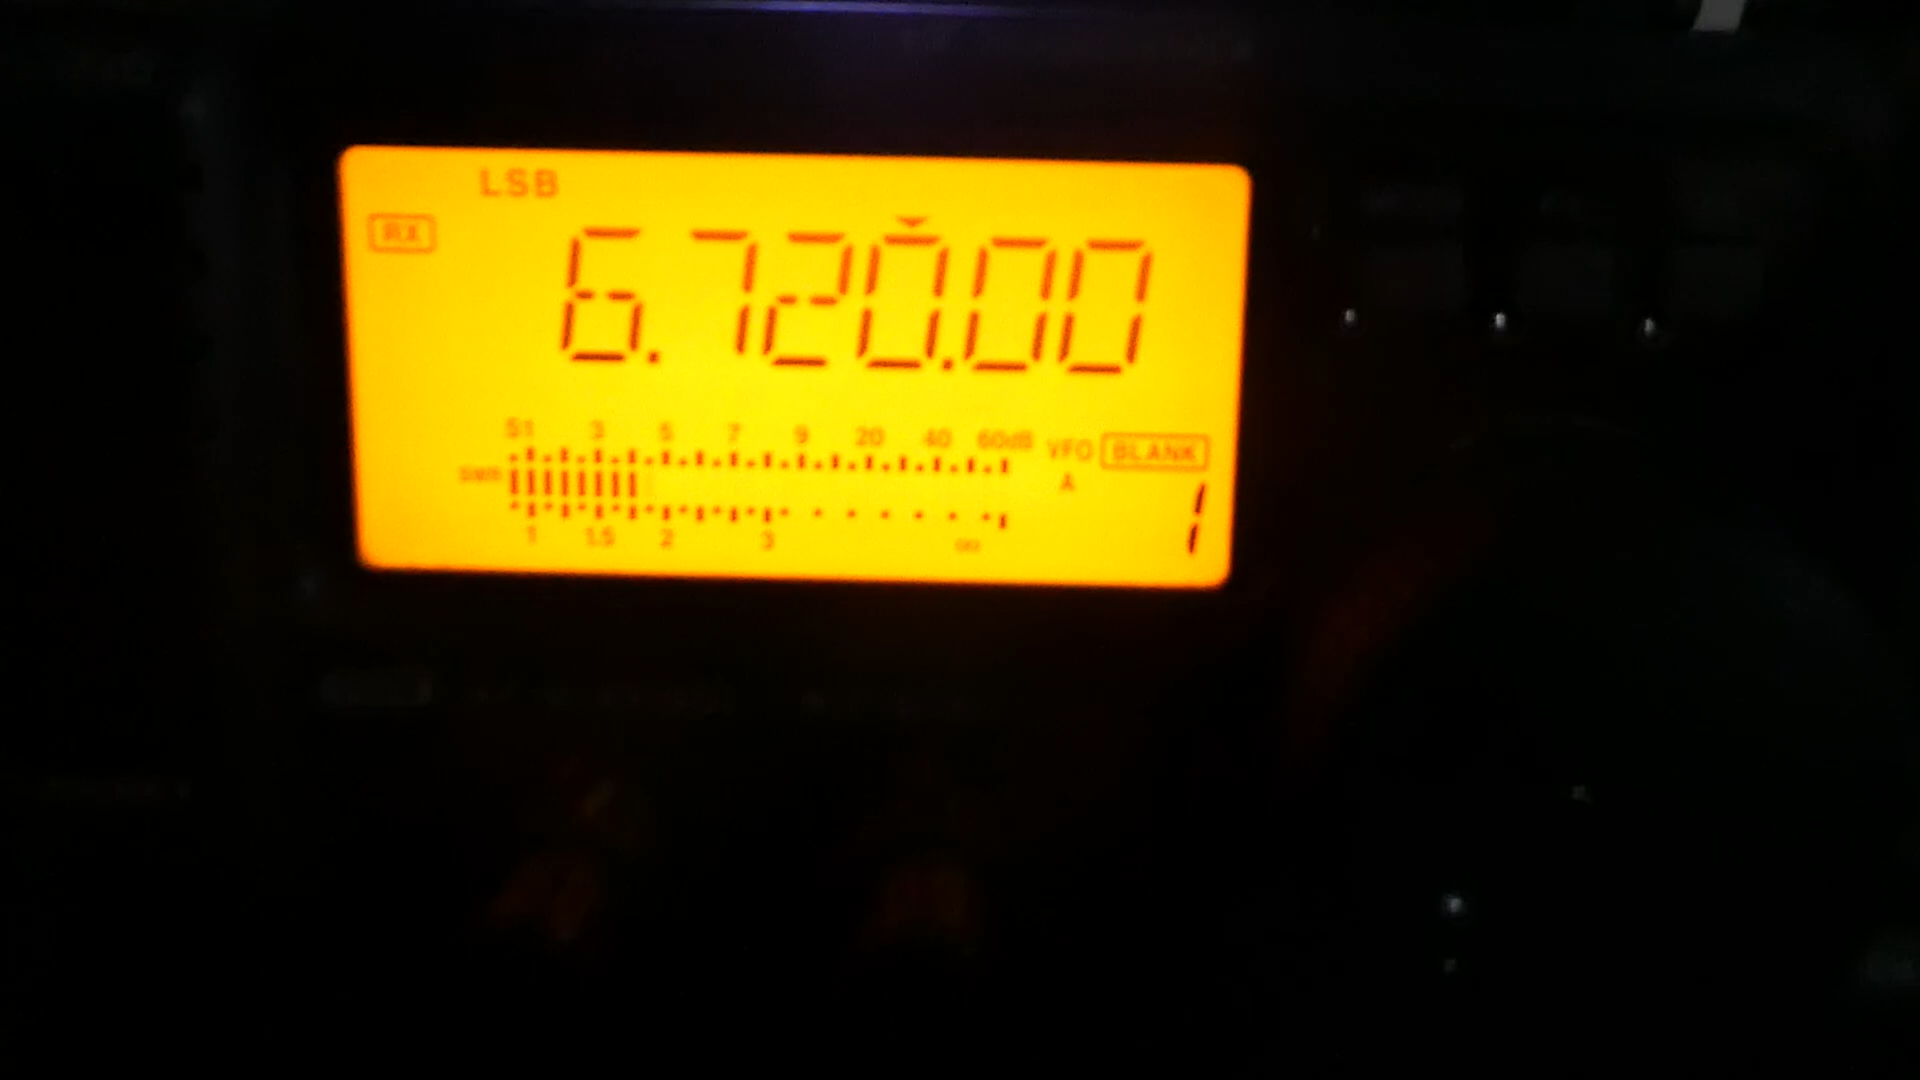 LSB
RX
6.720.00
S1 3 5 7 9 20 40 60dB VFO BLANK
SWR A
1
1 1.5 2 3 ∞